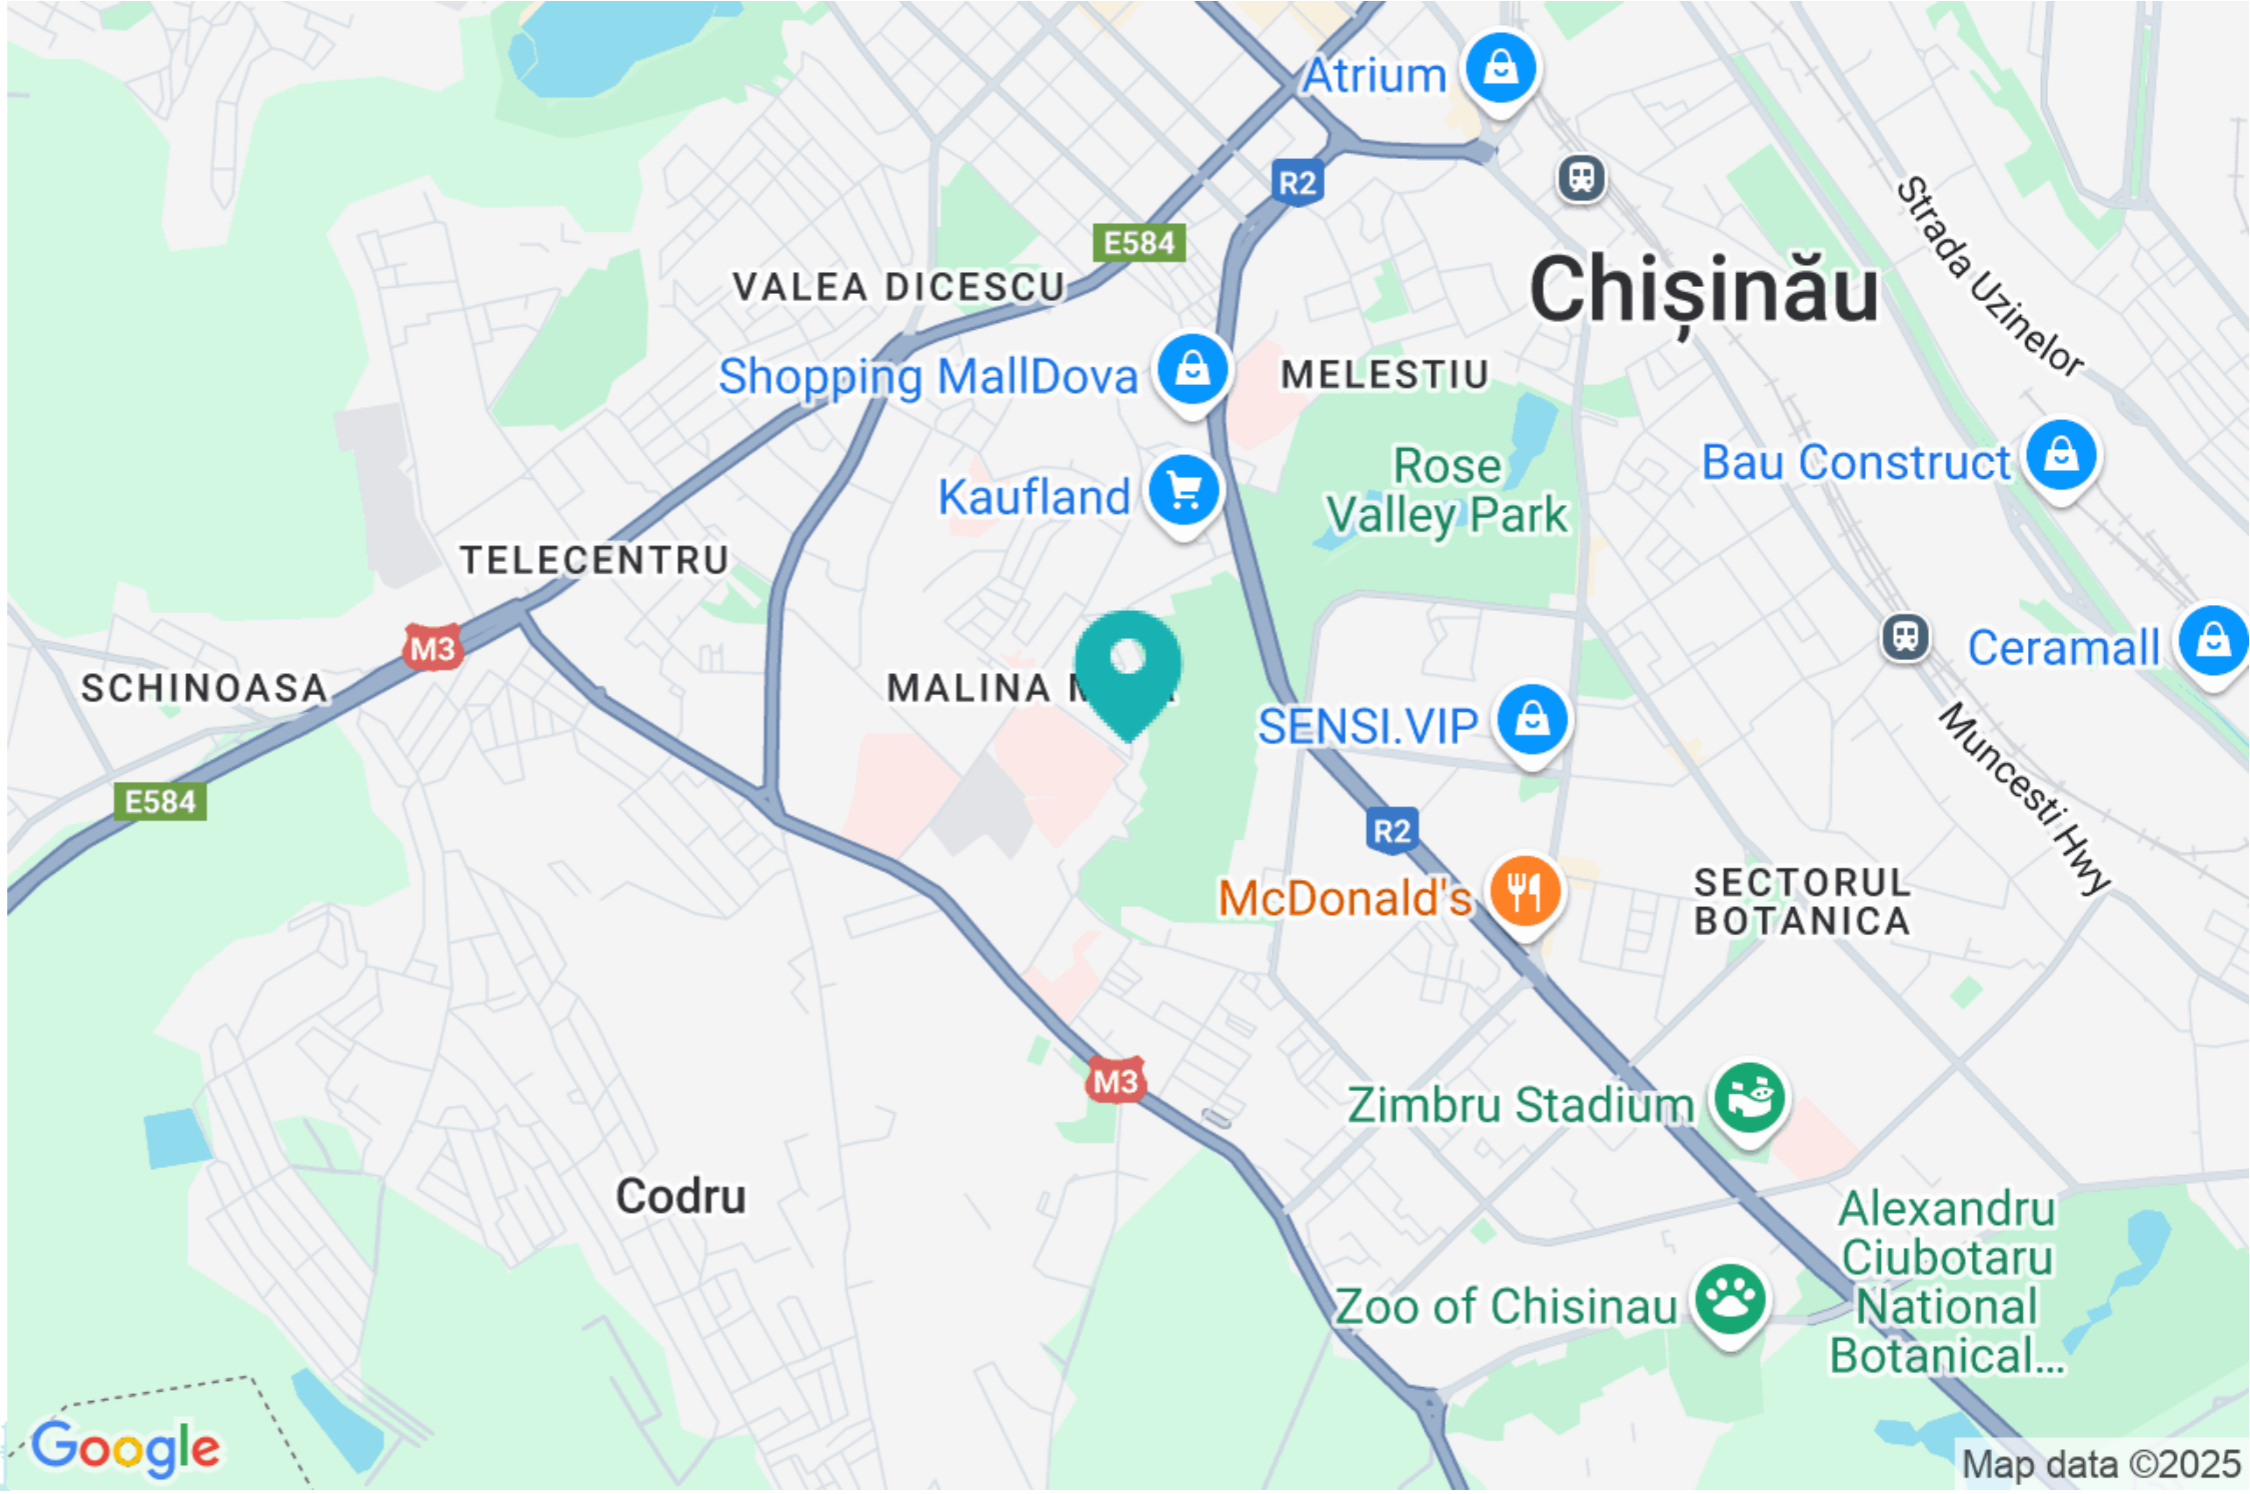 Atrium
R2
E584
VALEA DICESCU
Chișinău
Strada Uzinelor
Shopping MallDova
MELESTIU
Rose
Valley Park
Bau Construct
Kaufland
TELECENTRU
M3
SCHINOASA
MALINA M
Ceramall
SENSI.VIP
Muncesti Hwy
E584
R2
McDonald's
SECTORUL
BOTANICA
M3
Zimbru Stadium
Codru
Alexandru
Ciubotaru
National
Botanical...
Zoo of Chisinau
Google
Map data ©2025